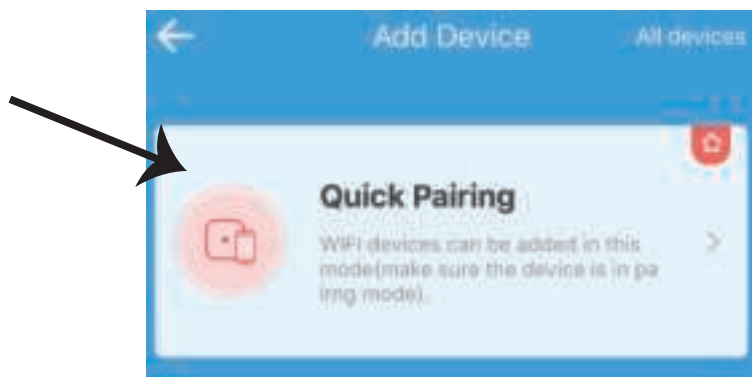 Add Device
All devices
Quick Pairing
WIFI devices can be added in this
mode(make sure the device is in pa
irng mode).